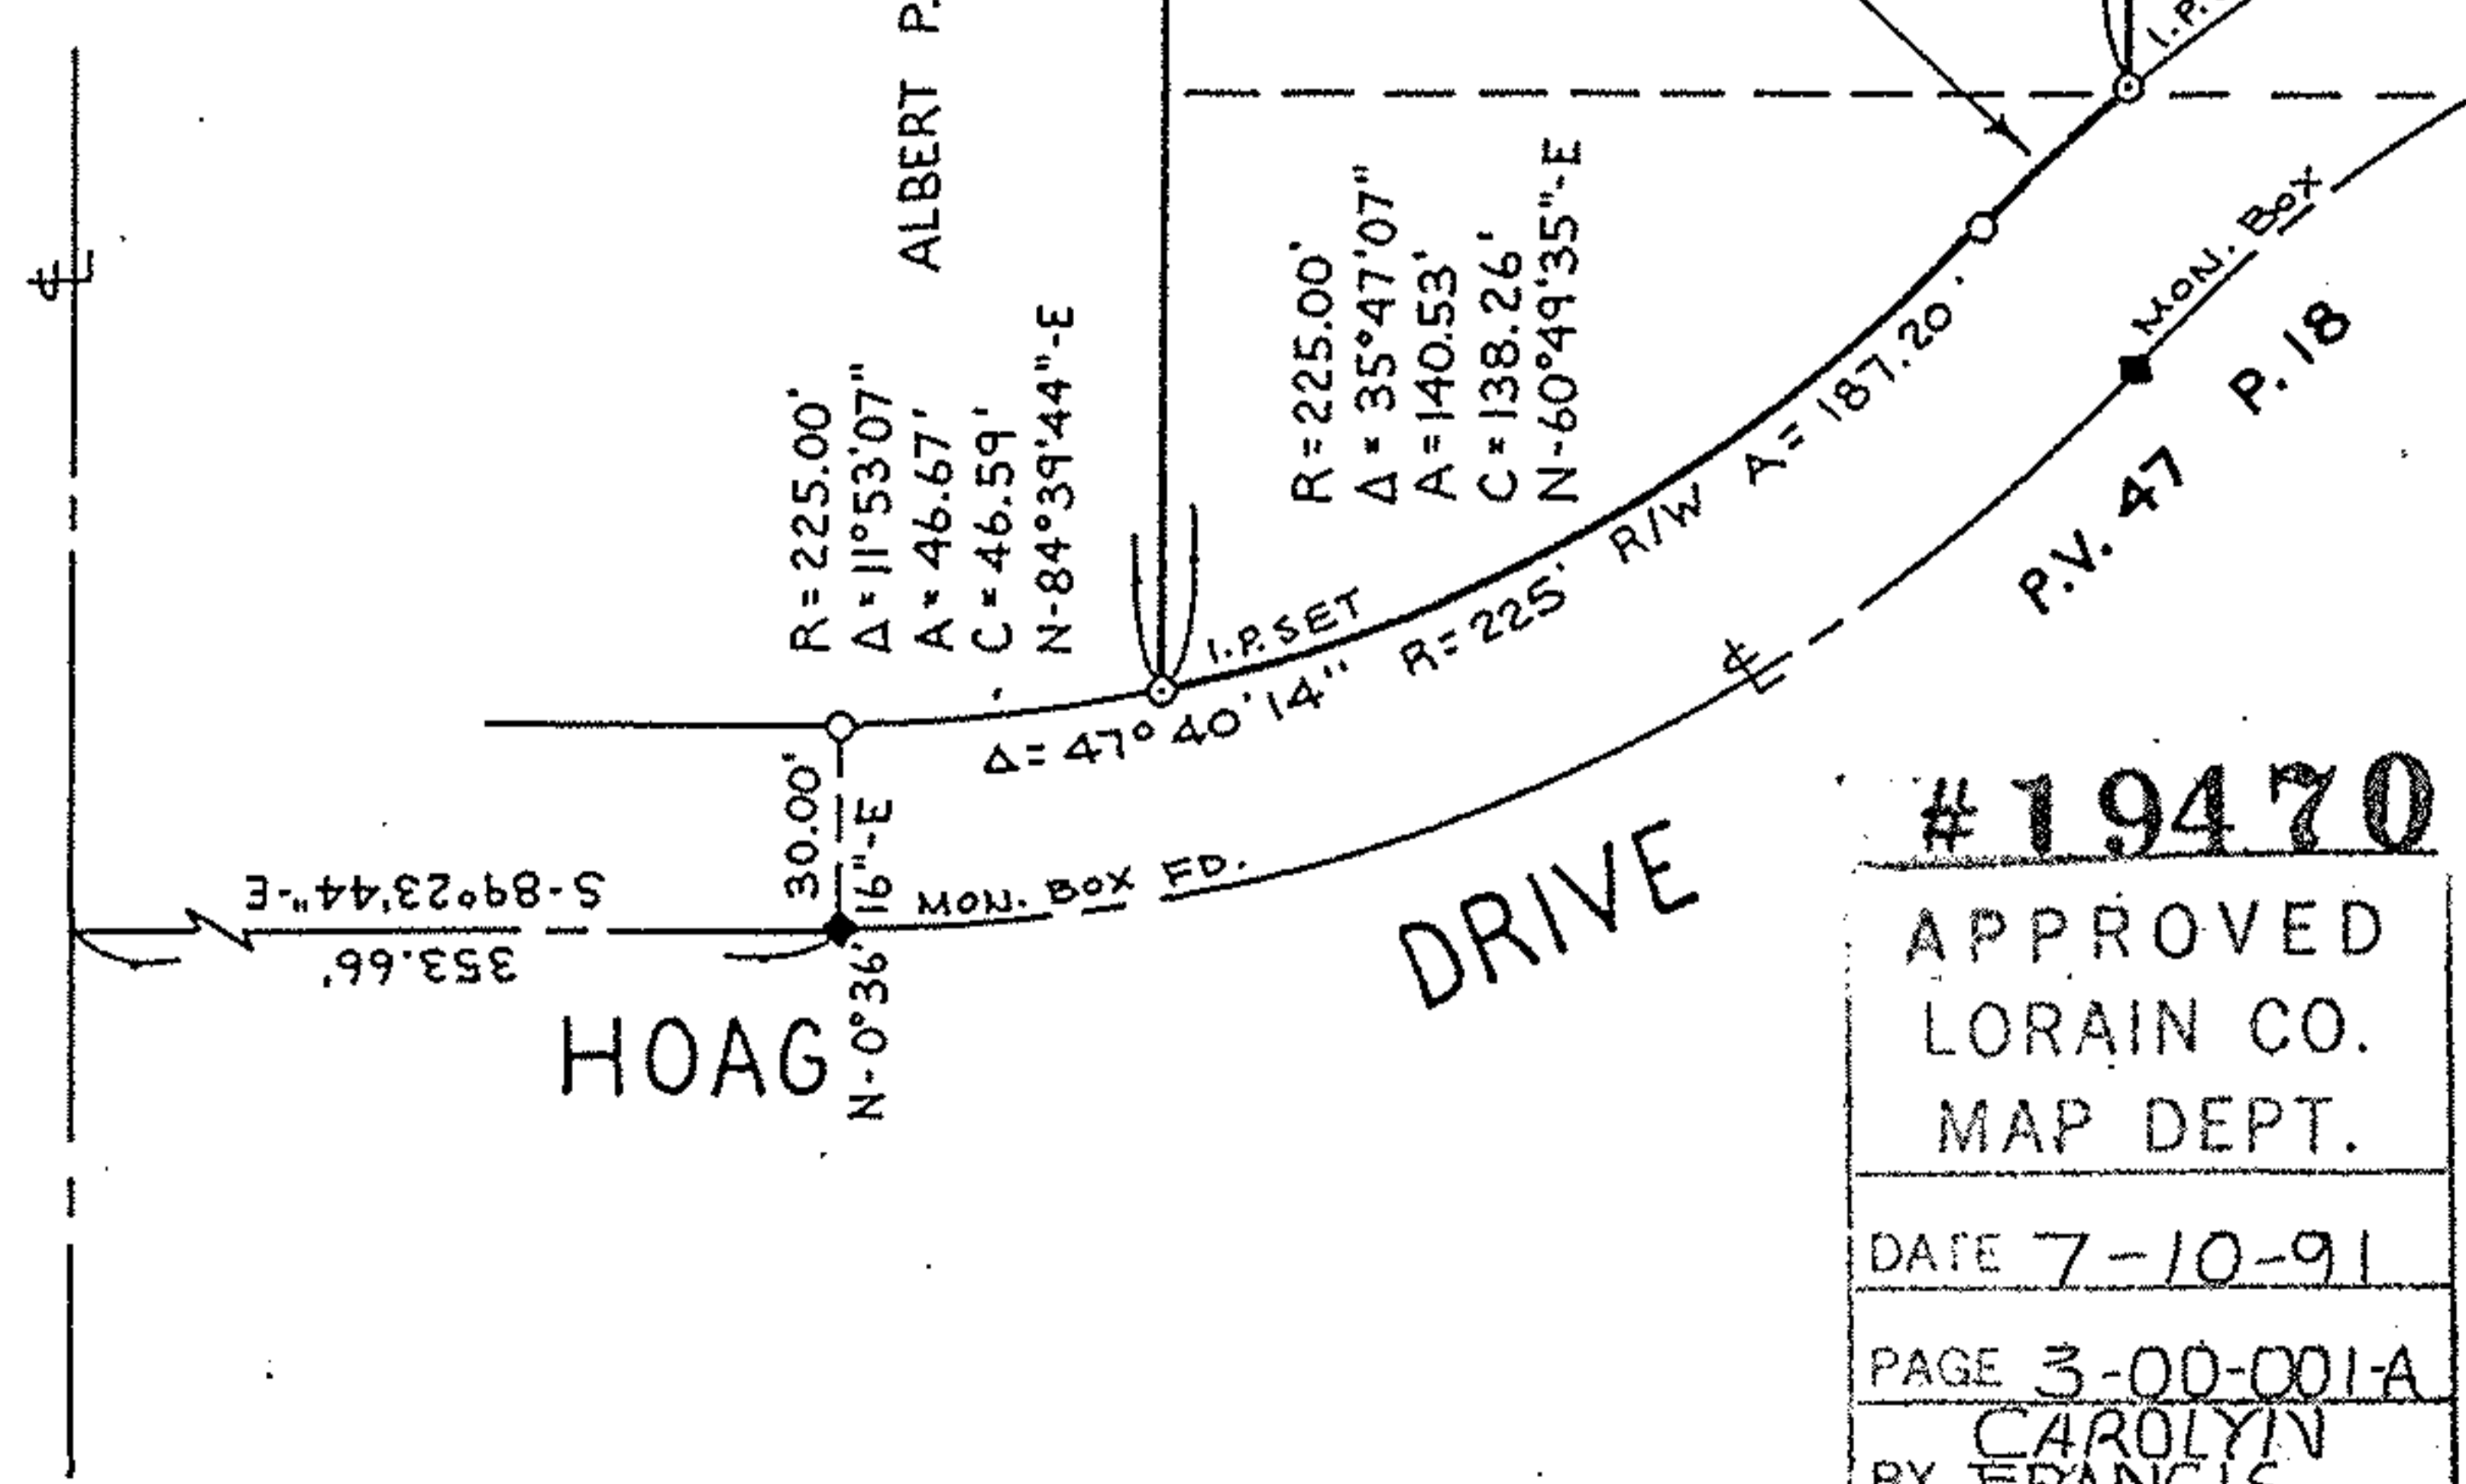 ALBERT P.
I.P.
R=225.00'
Δ=11°53'07"
A=46.67'
C=46.59'
N-84°39'44"-E
R=225.00'
Δ=35°47'07"
A=140.53'
C=138.26'
N-60°49'35"-E
I.P. SET
Δ=47°40'14" R=225' R/W A=187.20'
MON. BOX
P.V. 47 P.18
℄
℄
30.00'
N-0°36'16"-E
MON. BOX FD.
S-89°23'44"-E
353.66'
HOAG DRIVE
#19470
APPROVED
LORAIN CO.
MAP DEPT.
DATE 7-10-91
PAGE 3-00-001-A
CAROLYN
BY FRANCIS